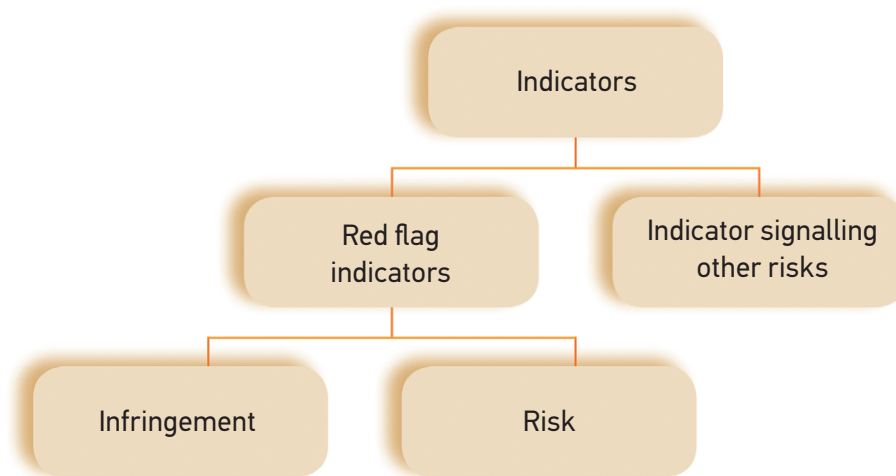 Indicators
Red flag
indicators
Indicator signalling
other risks
Infringement
Risk